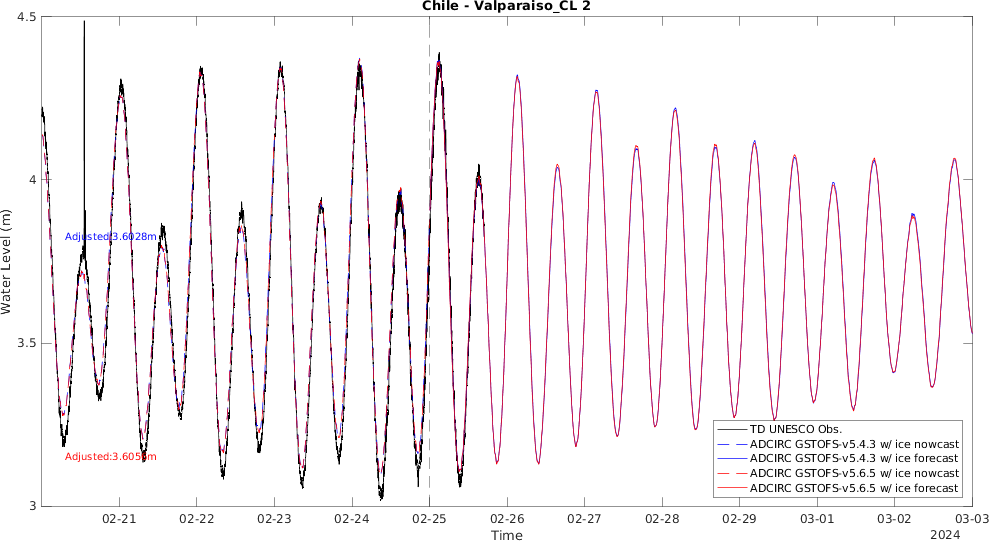 Chile - Valparaiso_CL 2
4.5
4
3.5
3
Water Level (m)
Adjusted:3.6028m
Adjusted:3.605
02-21
02-22
02-23
02-24
02-25
02-26
02-27
02-28
02-29
03-01
03-02
03-03
Time
2024
TD UNESCO Obs.
ADCIRC GSTOFS-v5.4.3 w/ ice nowcast
ADCIRC GSTOFS-v5.4.3 w/ ice forecast
ADCIRC GSTOFS-v5.6.5 w/ ice nowcast
ADCIRC GSTOFS-v5.6.5 w/ ice forecast